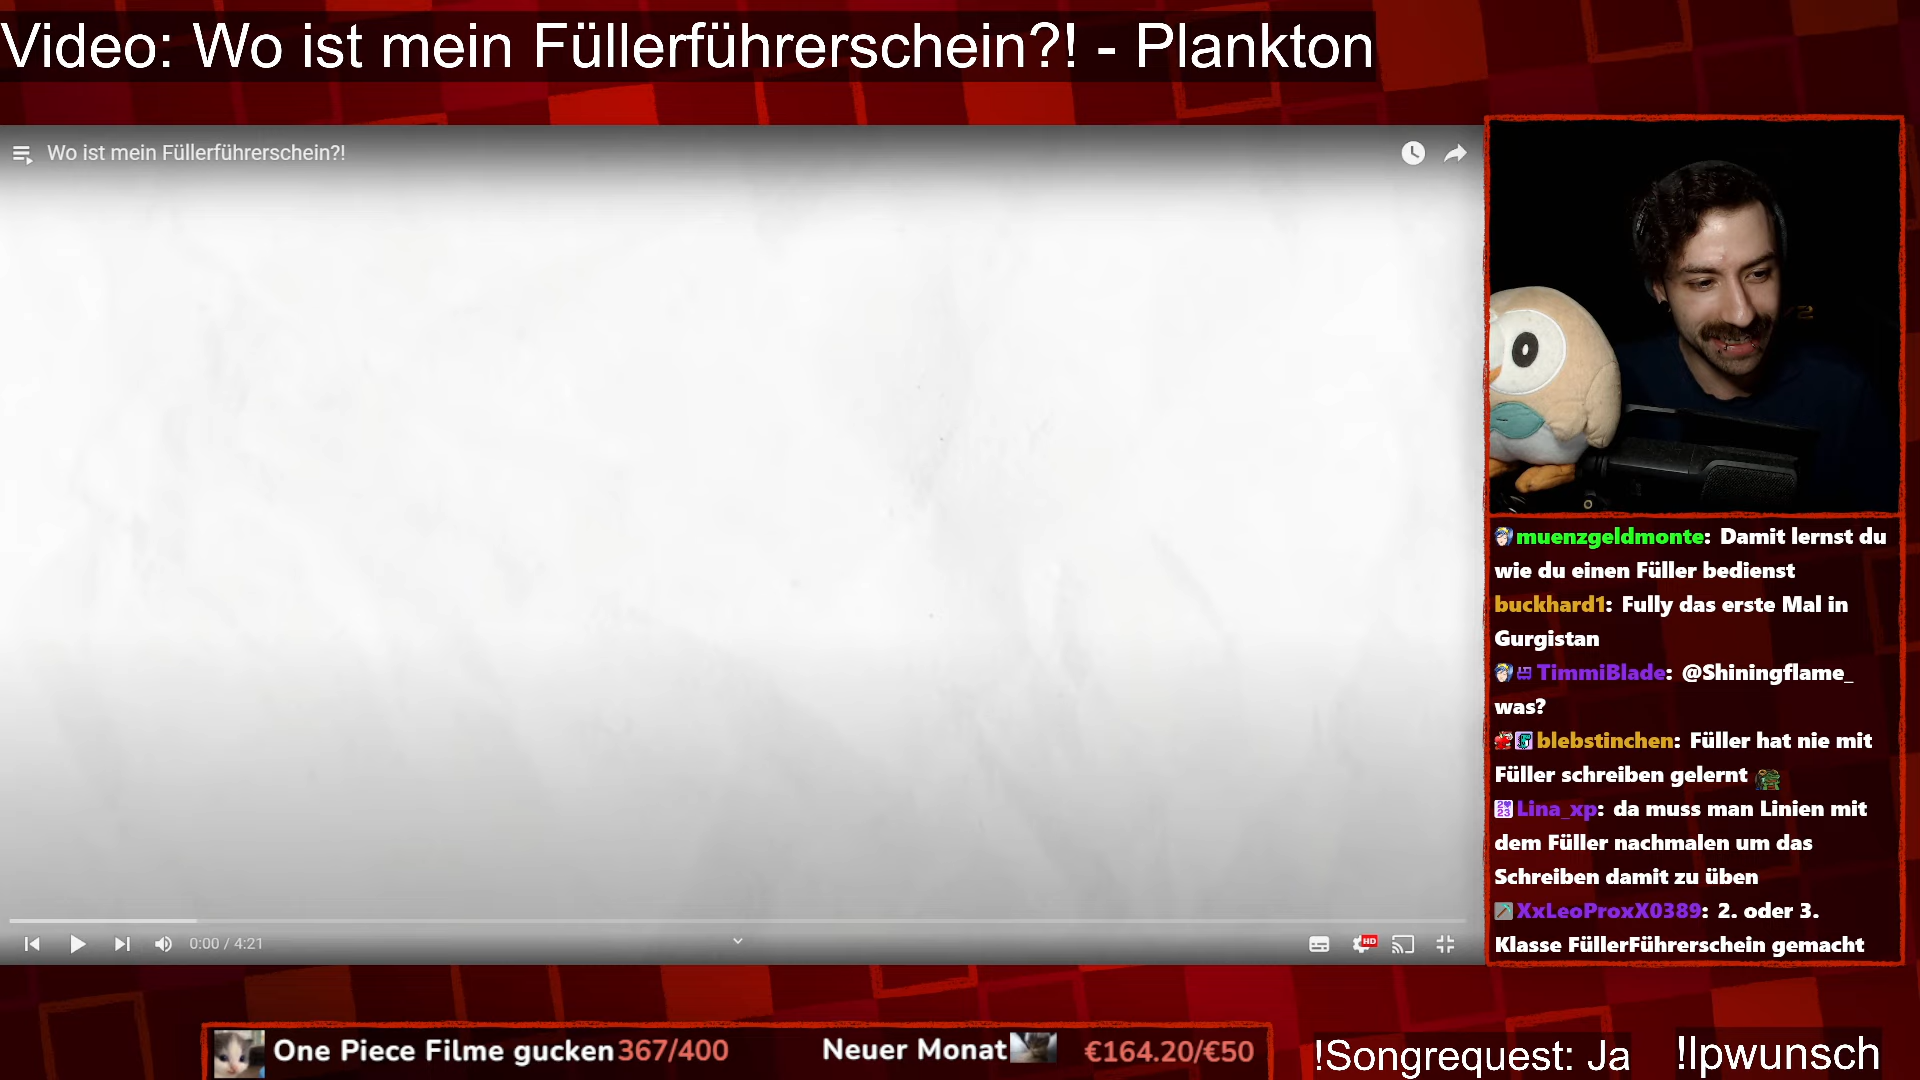 Video: Wo ist mein Füllerführerschein?! - Plankton
Wo ist mein Füllerführerschein?!
muenzgeldmonte: Damit lernst du
wie du einen Füller bedienst
buckhard1: Fully das erste Mal in
Gurgistan
TimmiBlade: @Shiningflame_
was?
blebstinchen: Füller hat nie mit
Füller schreiben gelernt
Lina_xp: da muss man Linien mit
dem Füller nachmalen um das
Schreiben damit zu üben
XxLeoProxX0389: 2. oder 3.
Klasse FüllerFührerschein gemacht
0:00 / 4:21
HD
One Piece Filme gucken 367/400
Neuer Monat €164.20/€50
!Songrequest: Ja
!lpwunsch